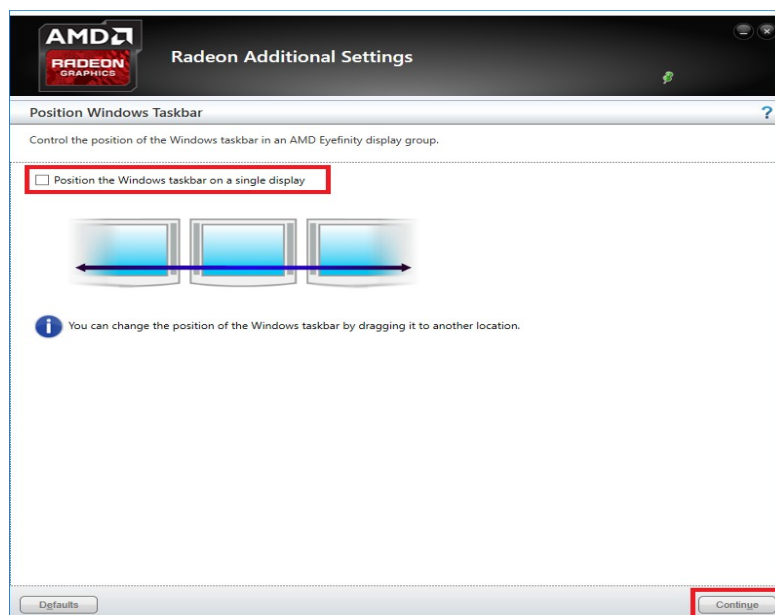 AMD
RADEON
GRAPHICS
Radeon Additional Settings
Position Windows Taskbar
?
Control the position of the Windows taskbar in an AMD Eyefinity display group.
Position the Windows taskbar on a single display
You can change the position of the Windows taskbar by dragging it to another location.
Defaults
Continue